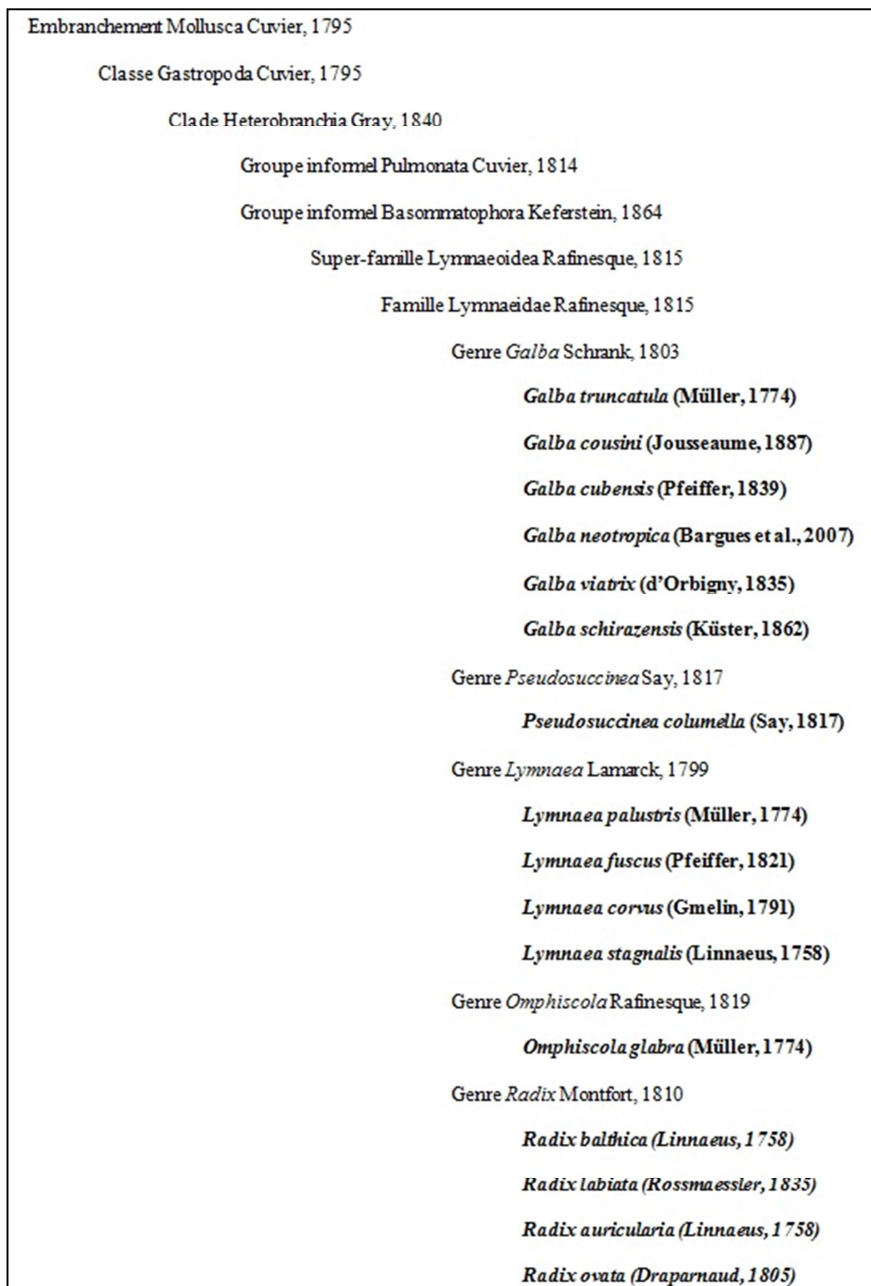 Embranchement Mollusca Cuvier, 1795
Classe Gastropoda Cuvier, 1795
Clade Heterobranchia Gray, 1840
Groupe informel Pulmonata Cuvier, 1814
Groupe informel Basommatophora Keferstein, 1864
Super-famille Lymnaeoidea Rafinesque, 1815
Famille Lymnaeidae Rafinesque, 1815
Genre Galba Schrank, 1803
Galba truncatula (Müller, 1774)
Galba cousini (Jousseaume, 1887)
Galba cubensis (Pfeiffer, 1839)
Galba neotropica (Bargues et al., 2007)
Galba viatrix (d'Orbigny, 1835)
Galba schirazensis (Küster, 1862)
Genre Pseudosuccinea Say, 1817
Pseudosuccinea columella (Say, 1817)
Genre Lymnaea Lamarck, 1799
Lymnaea palustris (Müller, 1774)
Lymnaea fuscus (Pfeiffer, 1821)
Lymnaea corvus (Gmelin, 1791)
Lymnaea stagnalis (Linnaeus, 1758)
Genre Omphiscola Rafinesque, 1819
Omphiscola glabra (Müller, 1774)
Genre Radix Montfort, 1810
Radix balthica (Linnaeus, 1758)
Radix labiata (Rossmaessler, 1835)
Radix auricularia (Linnaeus, 1758)
Radix ovata (Draparnaud, 1805)